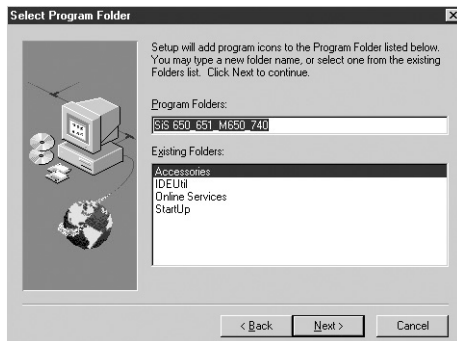 Select Program Folder
Setup will add program icons to the Program Folder listed below.
You may type a new folder name, or select one from the existing
Folders list. Click Next to continue.
Program Folders:
SiS 650_651_M650_740
Existing Folders:
Accessories
IDEUtil
Online Services
StartUp
< Back
Next >
Cancel